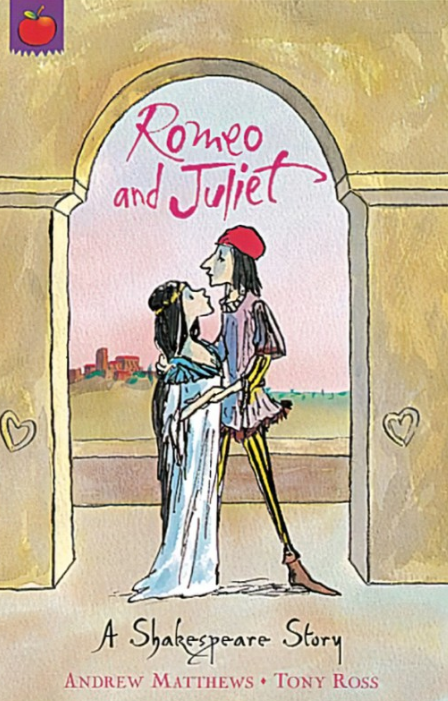 Romeo
and Juliet
A Shakespeare Story
Andrew Matthews • Tony Ross